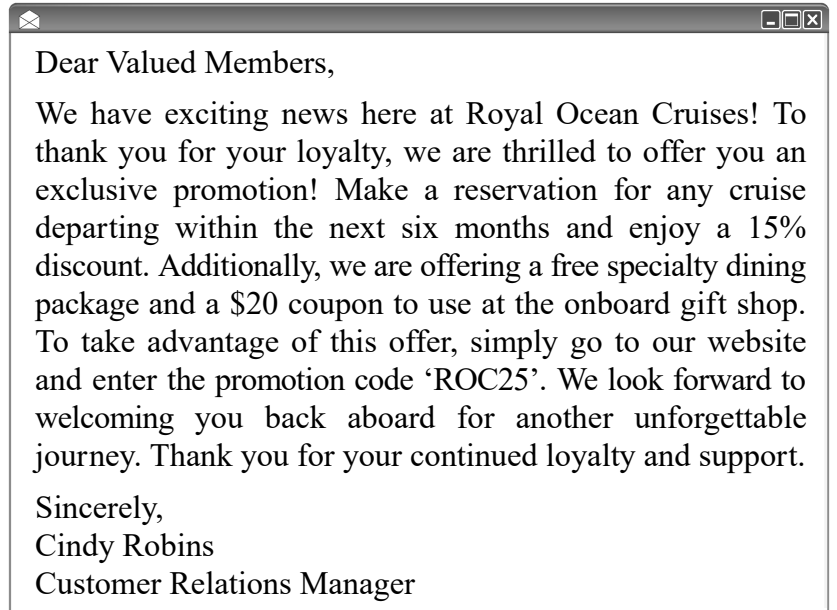 Dear Valued Members,
We have exciting news here at Royal Ocean Cruises! To
thank you for your loyalty, we are thrilled to offer you an
exclusive promotion! Make a reservation for any cruise
departing within the next six months and enjoy a 15%
discount. Additionally, we are offering a free specialty dining
package and a $20 coupon to use at the onboard gift shop.
To take advantage of this offer, simply go to our website
and enter the promotion code ‘ROC25’. We look forward to
welcoming you back aboard for another unforgettable
journey. Thank you for your continued loyalty and support.
Sincerely,
Cindy Robins
Customer Relations Manager